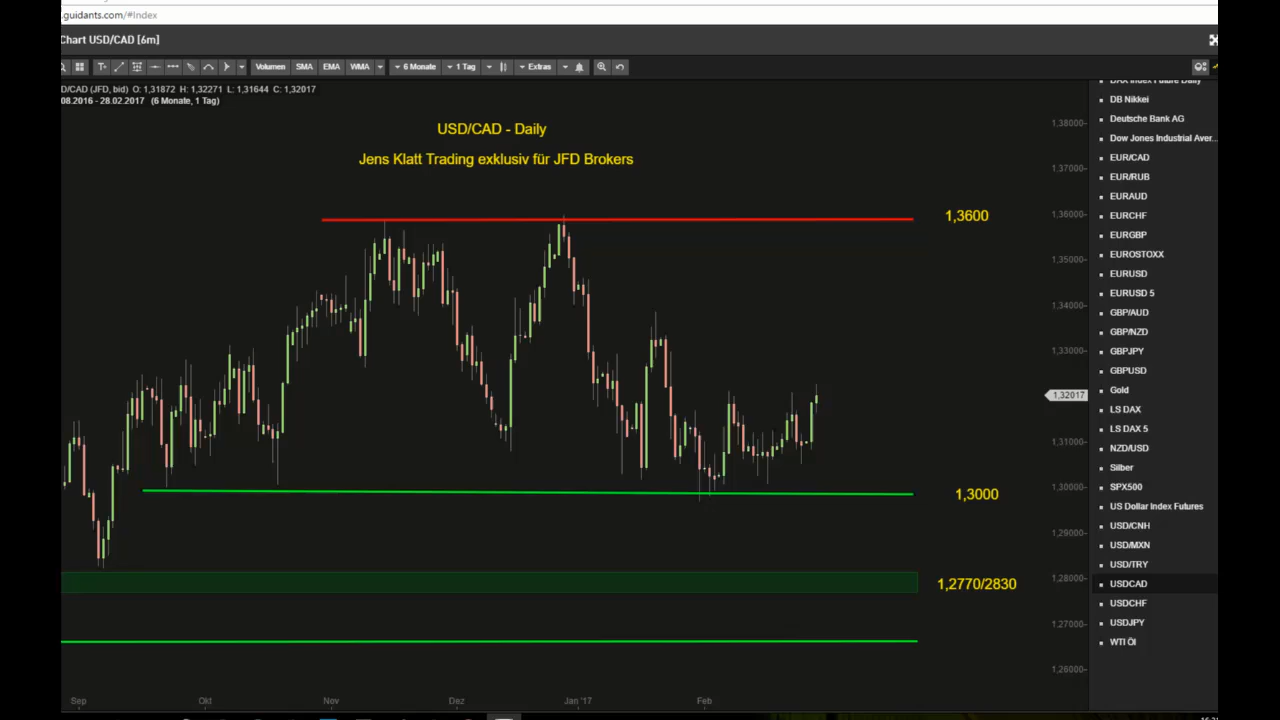 .guidants.com/#Index
Chart USD/CAD [6m]
Volumen SMA EMA WMA 6 Monate 1 Tag Extras
D/CAD (JFD, bid) O: 1,31872 H: 1,32271 L: 1,31644 C: 1,32017
08.2016 - 28.02.2017 (6 Monate, 1 Tag)
USD/CAD - Daily
Jens Klatt Trading exklusiv für JFD Brokers
1,3600
1,3000
1,2770/2830
1,38000
1,37000
1,36000
1,35000
1,34000
1,33000
1,32017
1,31000
1,30000
1,29000
1,28000
1,27000
1,26000
Sep Okt Nov Dez Jan '17 Feb
DAX Index Future Daily
DB Nikkei
Deutsche Bank AG
Dow Jones Industrial Aver...
EUR/CAD
EUR/RUB
EURAUD
EURCHF
EURGBP
EUROSTOXX
EURUSD
EURUSD 5
GBP/AUD
GBP/NZD
GBPJPY
GBPUSD
Gold
LS DAX
LS DAX 5
NZD/USD
Silber
SPX500
US Dollar Index Futures
USD/CNH
USD/MXN
USD/TRY
USDCAD
USDCHF
USDJPY
WTI Öl